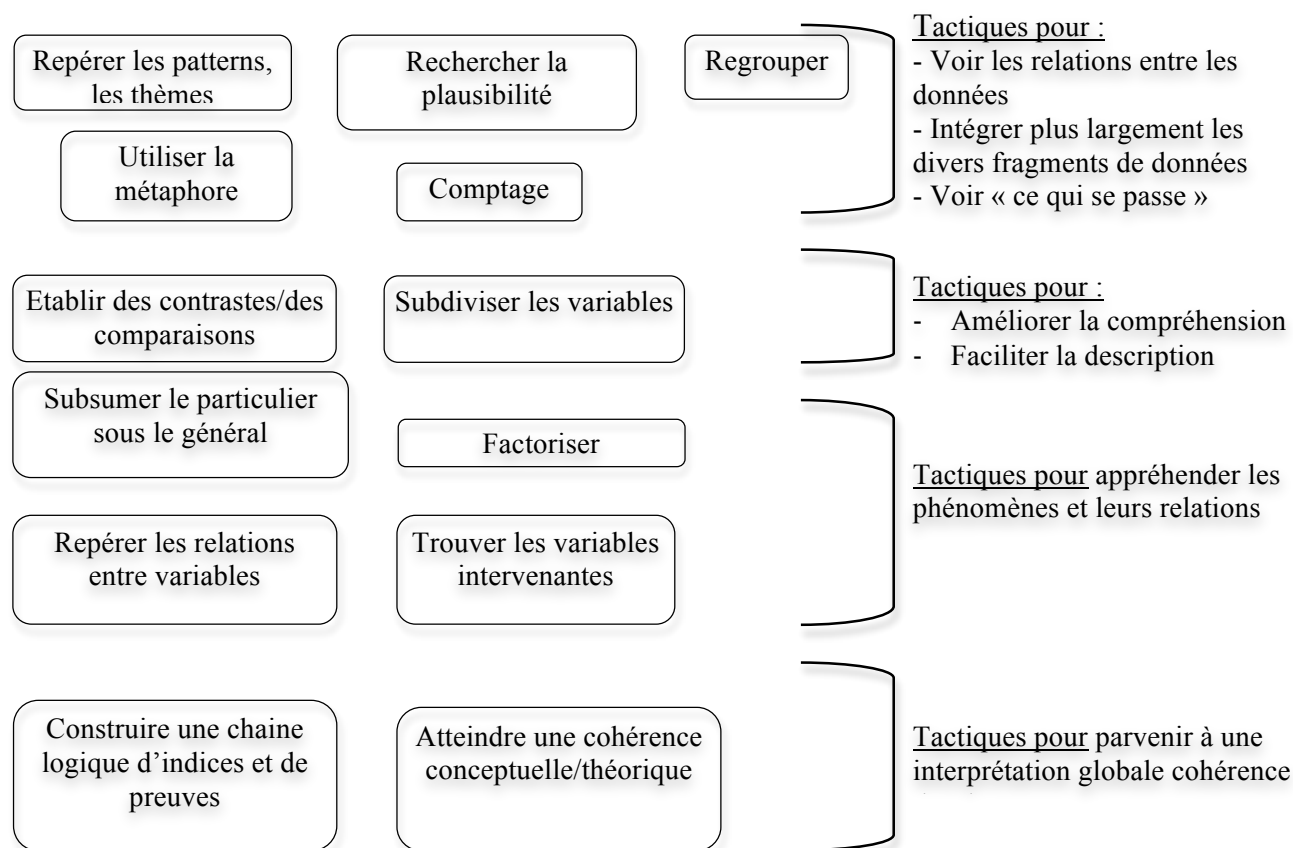 Repérer les patterns,
les thèmes
Rechercher la
plausibilité
Regrouper
Utiliser la
métaphore
Comptage
Tactiques pour :
- Voir les relations entre les
données
- Intégrer plus largement les
divers fragments de données
- Voir « ce qui se passe »
Etablir des contrastes/des
comparaisons
Subdiviser les variables
Tactiques pour :
- Améliorer la compréhension
- Faciliter la description
Subsumer le particulier
sous le général
Factoriser
Repérer les relations
entre variables
Trouver les variables
intervenantes
Tactiques pour appréhender les
phénomènes et leurs relations
Construire une chaine
logique d’indices et de
preuves
Atteindre une cohérence
conceptuelle/théorique
Tactiques pour parvenir à une
interprétation globale cohérence